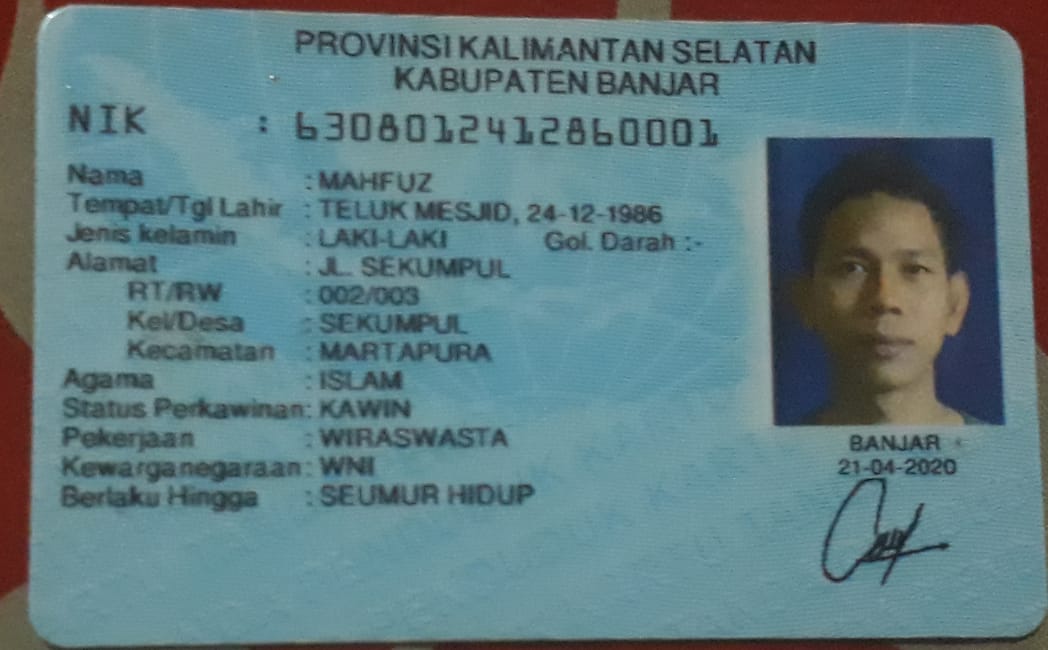 PROVINSI KALIMANTAN SELATAN
KABUPATEN BANJAR
NIK : 6308012412860001
Nama : MAHFUZ
Tempat/Tgl Lahir : TELUK MESJID, 24-12-1986
Jenis kelamin : LAKI-LAKI Gol. Darah :-
Alamat : JL. SEKUMPUL
RT/RW : 002/003
Kel/Desa : SEKUMPUL
Kecamatan : MARTAPURA
Agama : ISLAM
Status Perkawinan: KAWIN
Pekerjaan : WIRASWASTA
Kewarganegaraan: WNI
Berlaku Hingga : SEUMUR HIDUP
BANJAR
21-04-2020